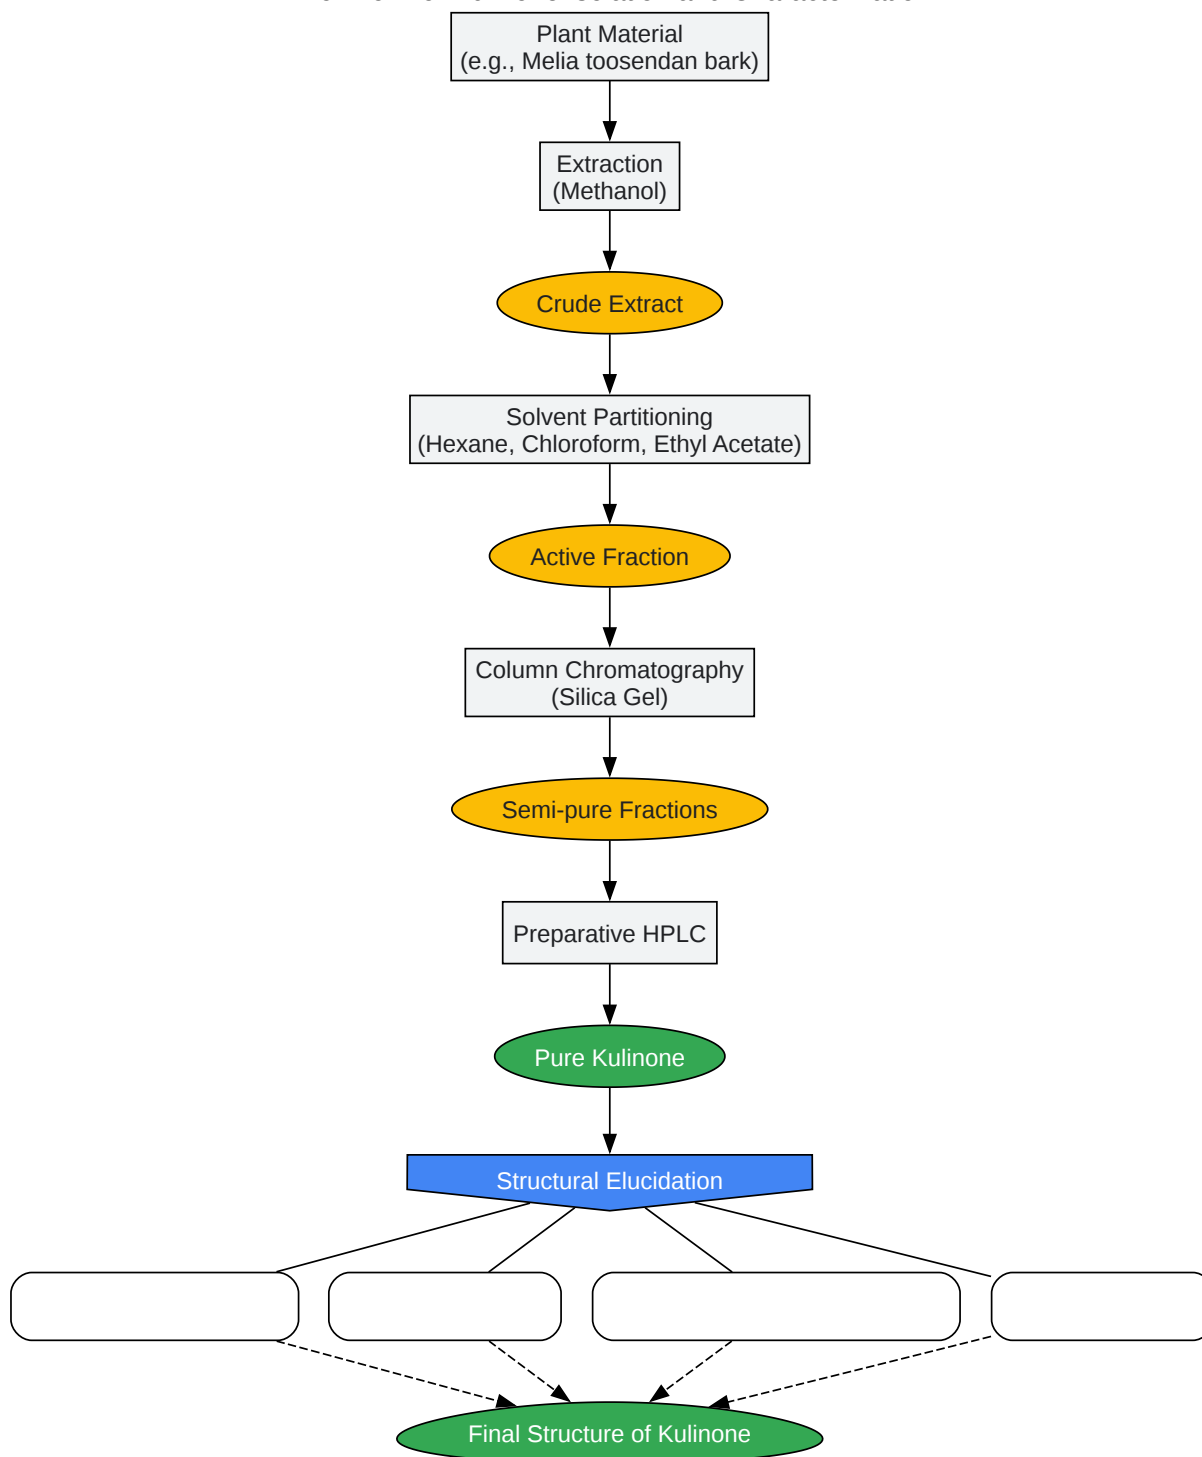 Plant Material
(e.g., Melia toosendan bark)
Extraction
(Methanol)
Crude Extract
Solvent Partitioning
(Hexane, Chloroform, Ethyl Acetate)
Active Fraction
Column Chromatography
(Silica Gel)
Semi-pure Fractions
Preparative HPLC
Pure Kulinone
Structural Elucidation
Final Structure of Kulinone